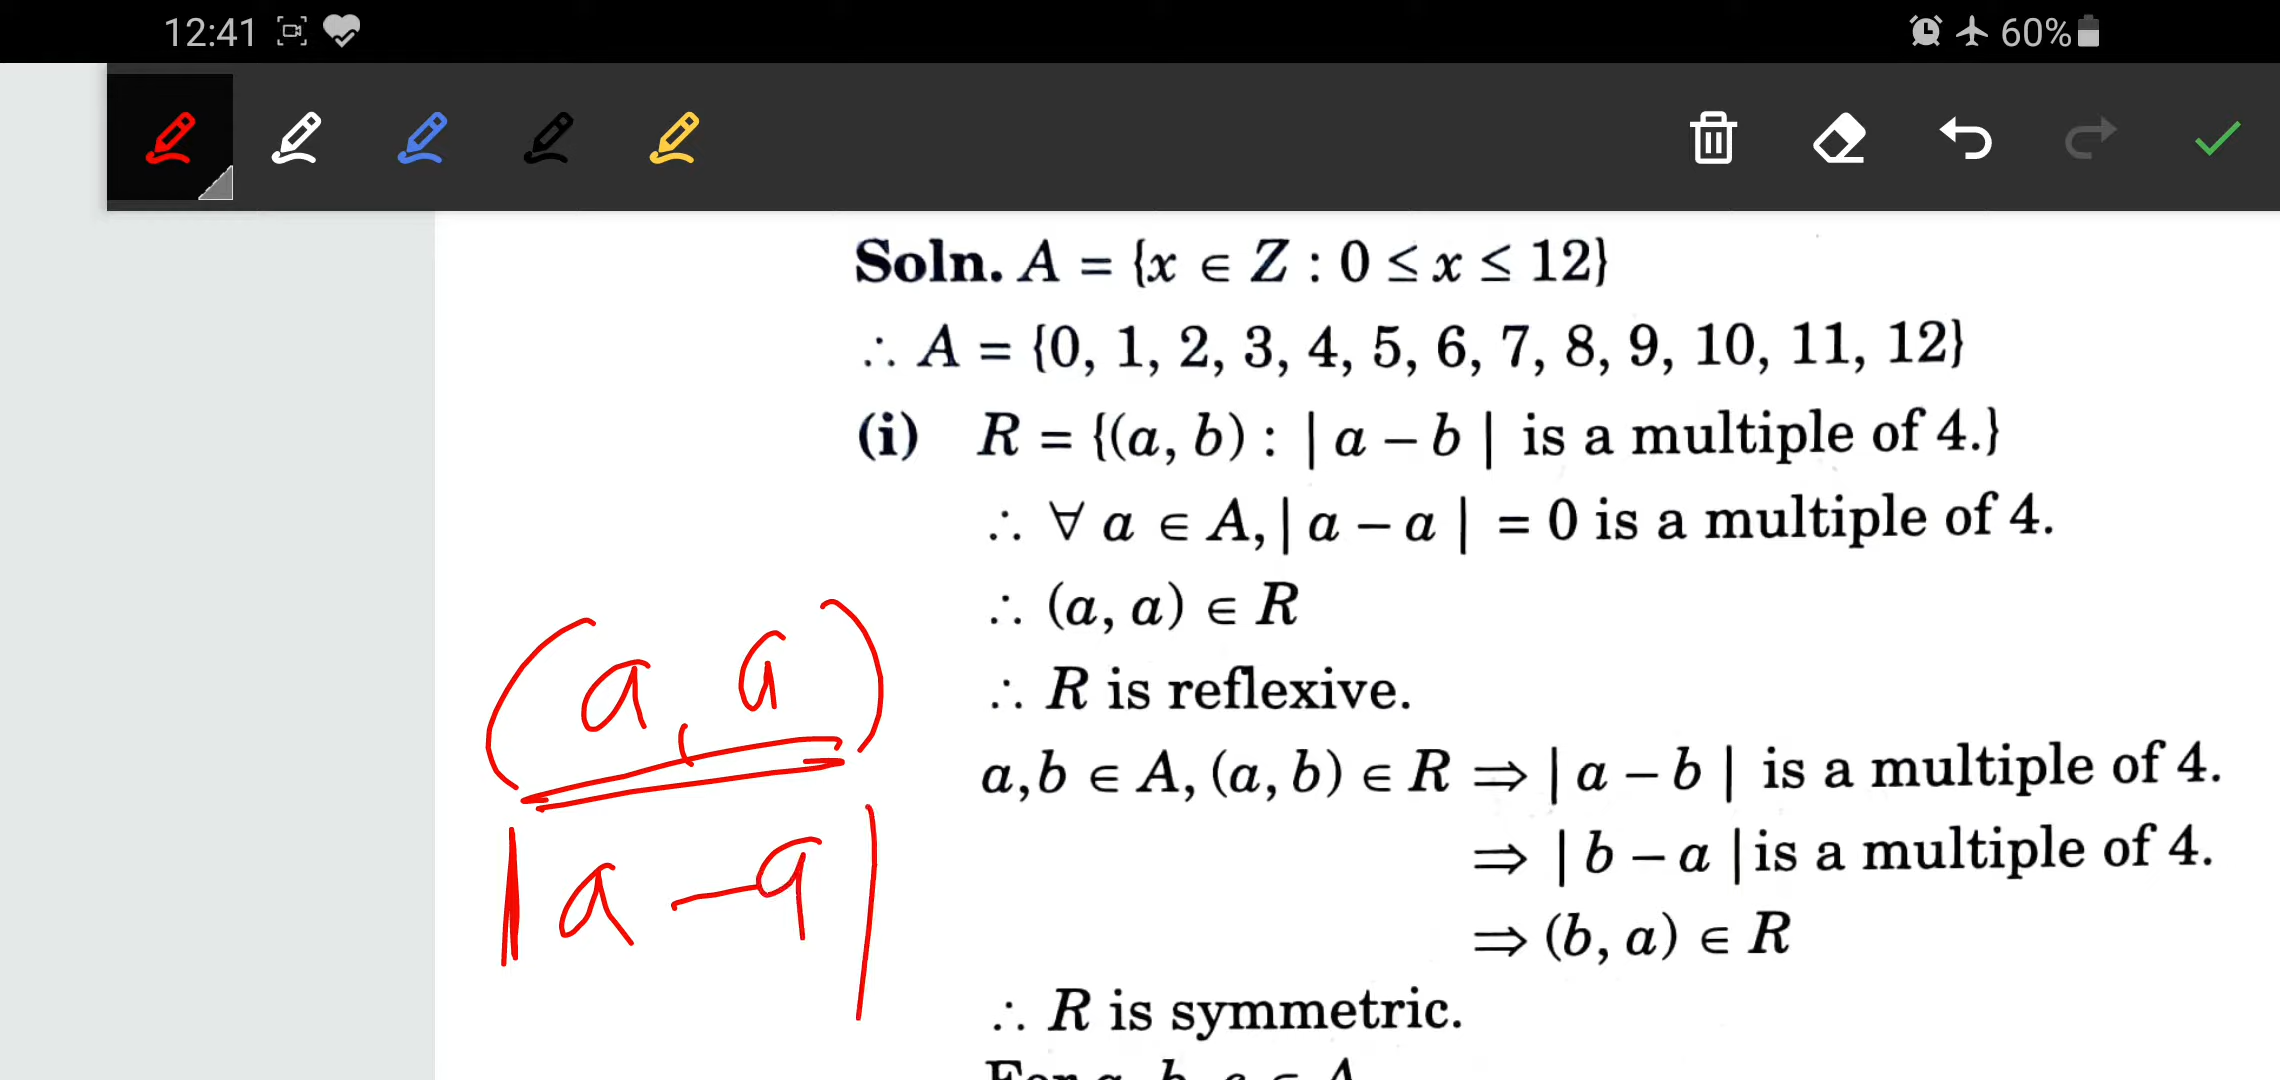 12:41 60%
Soln. A = {x ∈ Z : 0 ≤ x ≤ 12}
∴ A = {0, 1, 2, 3, 4, 5, 6, 7, 8, 9, 10, 11, 12}
(i) R = {(a, b) : | a – b | is a multiple of 4.}
∴ ∀ a ∈ A, | a – a | = 0 is a multiple of 4.
∴ (a, a) ∈ R
(a, a)
∴ R is reflexive.
a, b ∈ A, (a, b) ∈ R ⇒ | a – b | is a multiple of 4.
⇒ | b – a | is a multiple of 4.
|a – a|
⇒ (b, a) ∈ R
∴ R is symmetric.
For a, b, c ∈ A